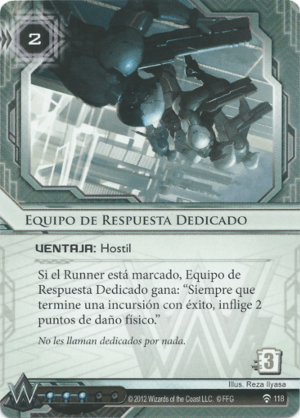 2
EQUIPO DE RESPUESTA DEDICADO
VENTAJA: Hostil
Si el Runner está marcado, Equipo de
Respuesta Dedicado gana: “Siempre que
termine una incursión con éxito, inflige 2
puntos de daño físico.”
No les llaman dedicados por nada.
3
Illus. Reza Ilyasa
©2012 Wizards of the Coast LLC. ©FFG
118